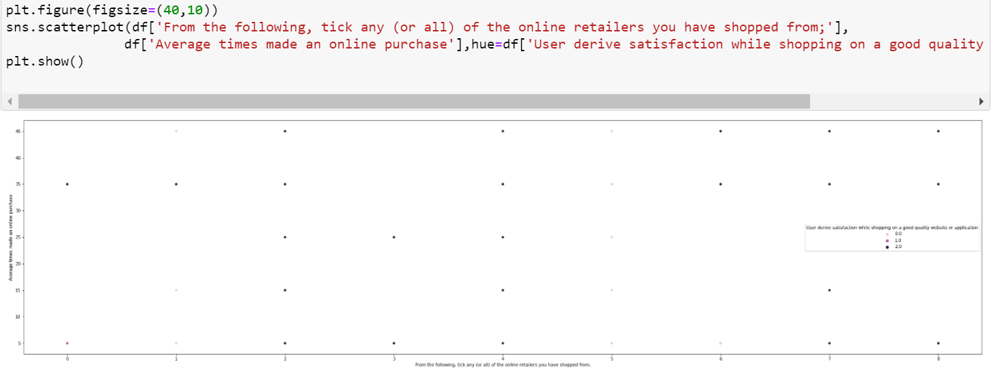 plt.figure(figsize=(40,10))
sns.scatterplot(df['From the following, tick any (or all) of the online retailers you have shopped from;'],
df['Average times made an online purchase'],hue=df['User derive satisfaction while shopping on a good quality
plt.show()
45
40
35
30
25
20
15
10
5
Average times made an online purchase
User derive satisfaction while shopping on a good quality website or application
0.0
1.0
2.0
0 1 2 3 4 5 6 7 8
From the following, tick any (or all) of the online retailers you have shopped from;